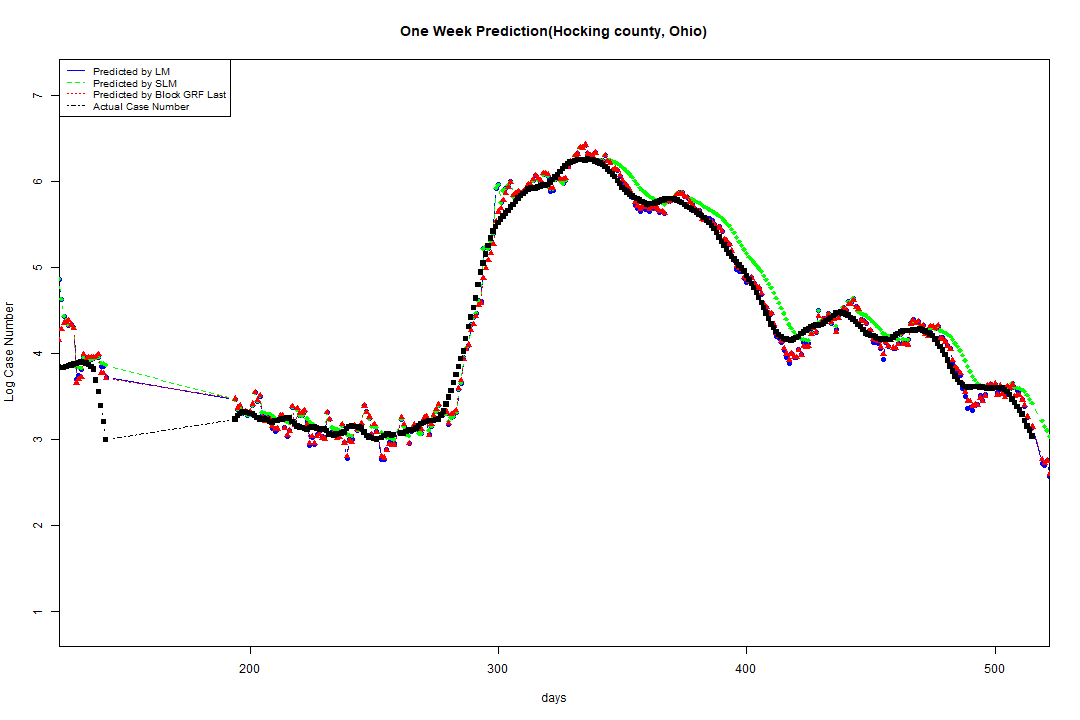 One Week Prediction(Hocking county, Ohio)
Predicted by LM
Predicted by SLM
Predicted by Block GRF Last
Actual Case Number
7
6
5
4
3
2
1
Log Case Number
200
300
400
500
days